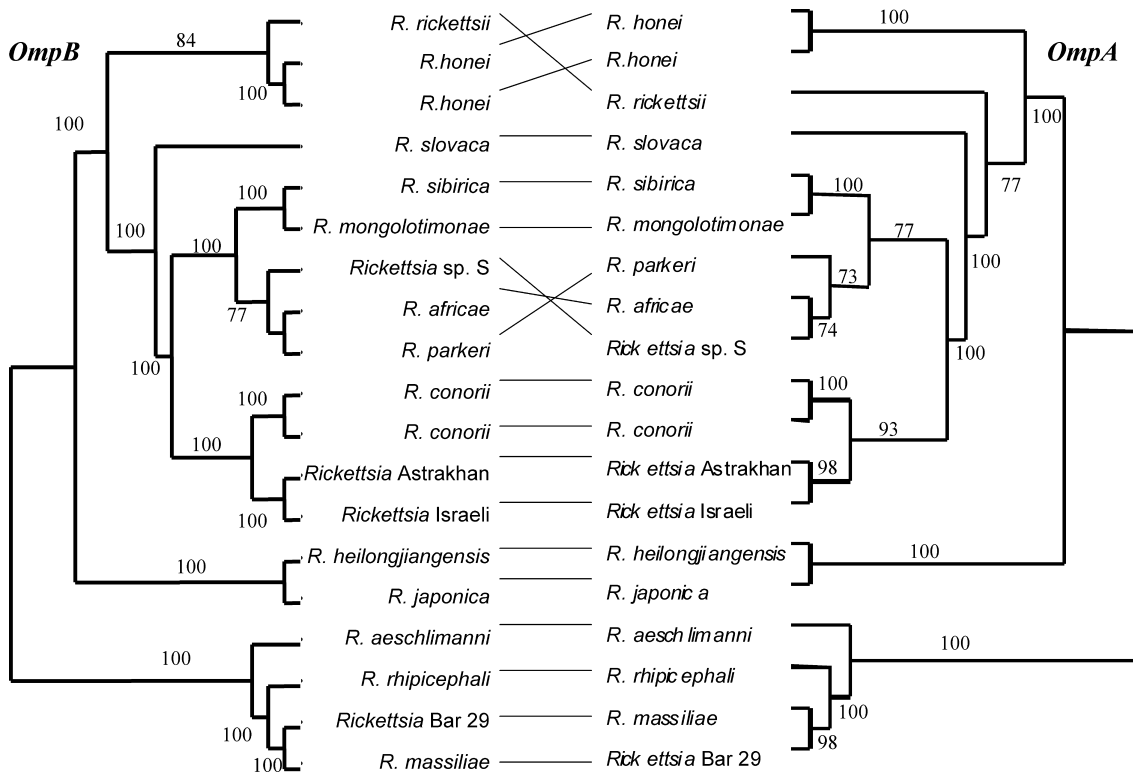 OmpB
OmpA
R. rickettsii
R.honei
R.honei
R. slovaca
R. sibirica
R. mongolotimonae
Rickettsia sp. S
R. africae
R. parkeri
R. conorii
R. conorii
Rickettsia Astrakhan
Rickettsia Israeli
R. heilongjiangensis
R. japonica
R. aeschlimanni
R. rhipicephali
Rickettsia Bar 29
R. massiliae
84
100
100
100
100
100
77
100
100
100
100
100
100
100
100
R. honei
R.honei
R. rickettsii
R. slovaca
R. sibirica
R. mongolotimonae
R. parkeri
R. africae
Rickettsia sp. S
R. conorii
R. conorii
Rickettsia Astrakhan
Rickettsia Israeli
R. heilongjiangensis
R. japonica
R. aeschlimanni
R. rhipicephali
R. massiliae
Rickettsia Bar 29
100
100
77
100
77
100
73
74
100
100
93
98
100
100
100
98